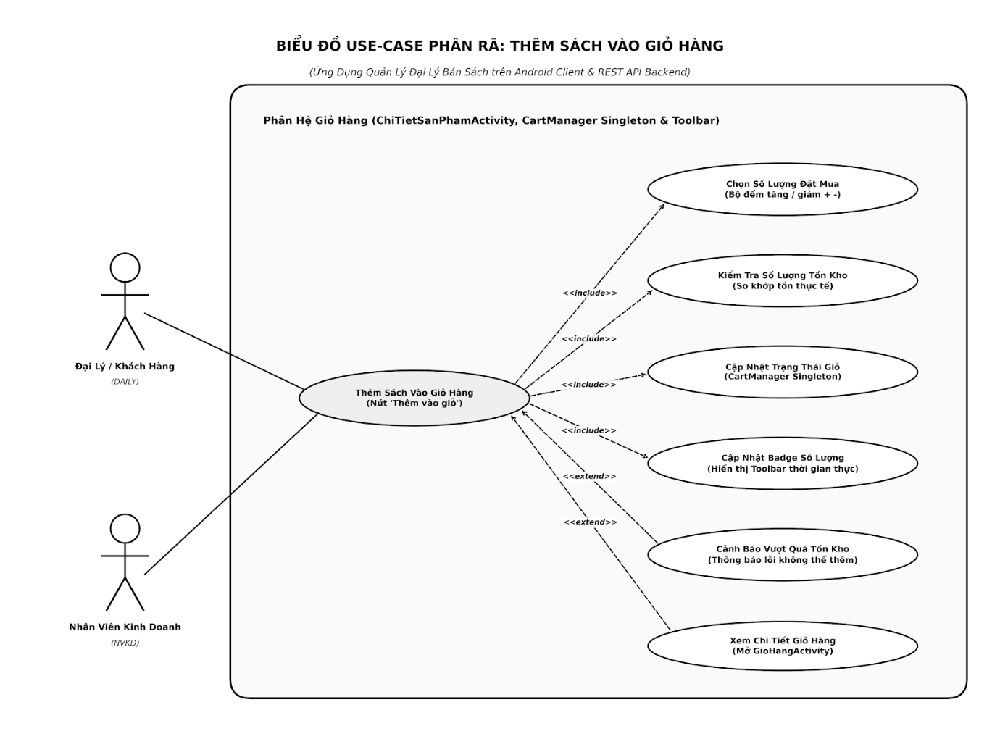 BIỂU ĐỒ USE-CASE PHÂN RÃ: THÊM SÁCH VÀO GIỎ HÀNG
(Ứng Dụng Quản Lý Đại Lý Bán Sách trên Android Client & REST API Backend)
Phân Hệ Giỏ Hàng (ChiTietSanPhamActivity, CartManager Singleton & Toolbar)
Chọn Số Lượng Đặt Mua
(Bộ đếm tăng / giảm + -)
Kiểm Tra Số Lượng Tồn Kho
(So khớp tồn thực tế)
<<include>>
<<include>>
Đại Lý / Khách Hàng
(DAILY)
Cập Nhật Trạng Thái Giỏ
(CartManager Singleton)
<<include>>
Thêm Sách Vào Giỏ Hàng
(Nút 'Thêm vào giỏ')
<<include>>
Cập Nhật Badge Số Lượng
(Hiển thị Toolbar thời gian thực)
<<extend>>
<<extend>>
Cảnh Báo Vượt Quá Tồn Kho
(Thông báo lỗi không thể thêm)
Nhân Viên Kinh Doanh
(NVKD)
Xem Chi Tiết Giỏ Hàng
(Mở GioHangActivity)